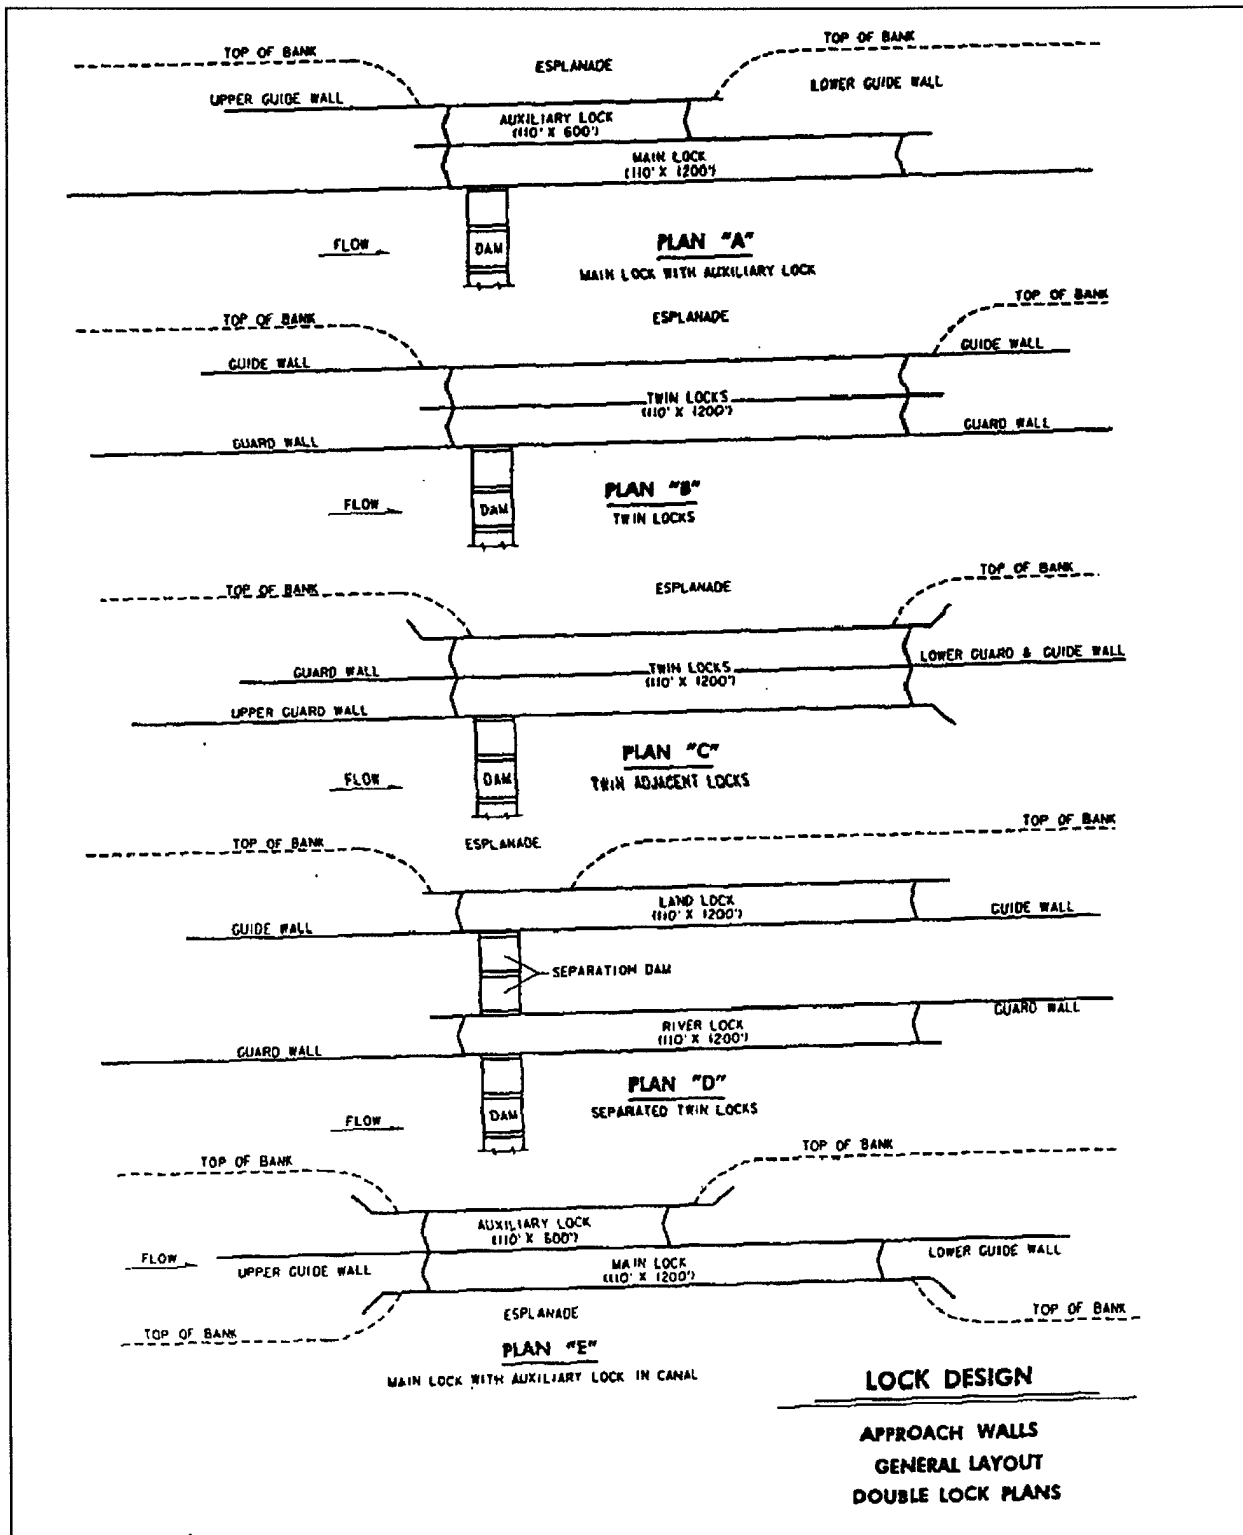 TOP OF BANK
ESPLANADE
TOP OF BANK
UPPER GUIDE WALL
LOWER GUIDE WALL
AUXILIARY LOCK
(110' X 600')
MAIN LOCK
(110' X 1200')
FLOW
DAM
PLAN "A"
MAIN LOCK WITH AUXILIARY LOCK
TOP OF BANK
ESPLANADE
TOP OF BANK
GUIDE WALL
GUIDE WALL
TWIN LOCKS
(110' X 1200')
GUARD WALL
GUARD WALL
FLOW
DAM
PLAN "B"
TWIN LOCKS
TOP OF BANK
ESPLANADE
TOP OF BANK
GUARD WALL
TWIN LOCKS
(110' X 1200')
LOWER GUARD & GUIDE WALL
UPPER GUARD WALL
FLOW
DAM
PLAN "C"
TWIN ADJACENT LOCKS
TOP OF BANK
ESPLANADE
TOP OF BANK
LAND LOCK
(110' X 1200')
GUIDE WALL
GUIDE WALL
SEPARATION DAM
RIVER LOCK
(110' X 1200')
GUARD WALL
GUARD WALL
FLOW
DAM
PLAN "D"
SEPARATED TWIN LOCKS
TOP OF BANK
TOP OF BANK
AUXILIARY LOCK
(110' X 600')
FLOW
UPPER GUIDE WALL
MAIN LOCK
(110' X 1200')
LOWER GUIDE WALL
TOP OF BANK
ESPLANADE
TOP OF BANK
PLAN "E"
MAIN LOCK WITH AUXILIARY LOCK IN CANAL
LOCK DESIGN
APPROACH WALLS
GENERAL LAYOUT
DOUBLE LOCK PLANS